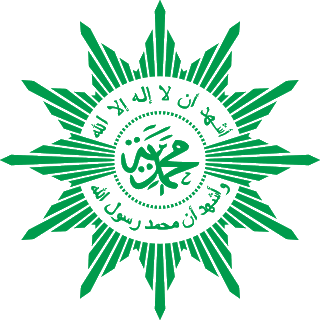 أشهد أن لا إله إلا الله
محمدية
وأشهد أن محمد رسول الله